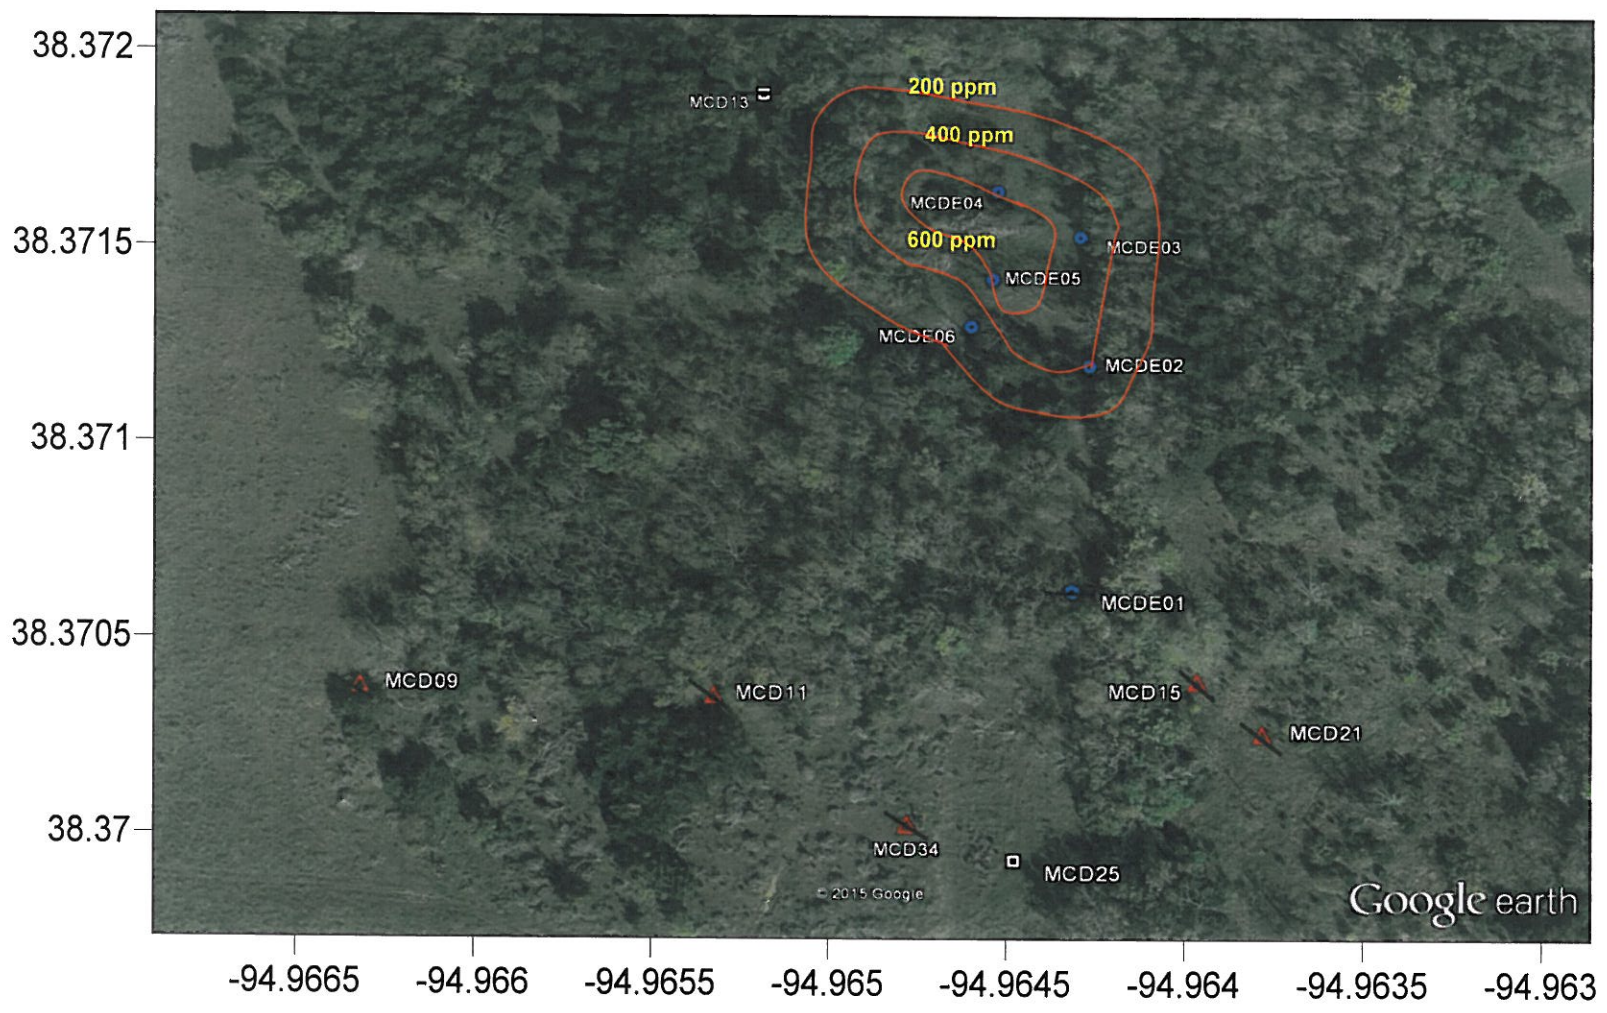 38.372
200 ppm
MCD13
400 ppm
MCDE04
38.3715
600 ppm
MCDE03
MCDE05
MCDE06
MCDE02
38.371
MCDE01
38.3705
MCD09
MCD11
MCD15
MCD21
38.37
MCD34
MCD25
© 2015 Google
Google earth
-94.9665
-94.966
-94.9655
-94.965
-94.9645
-94.964
-94.9635
-94.963